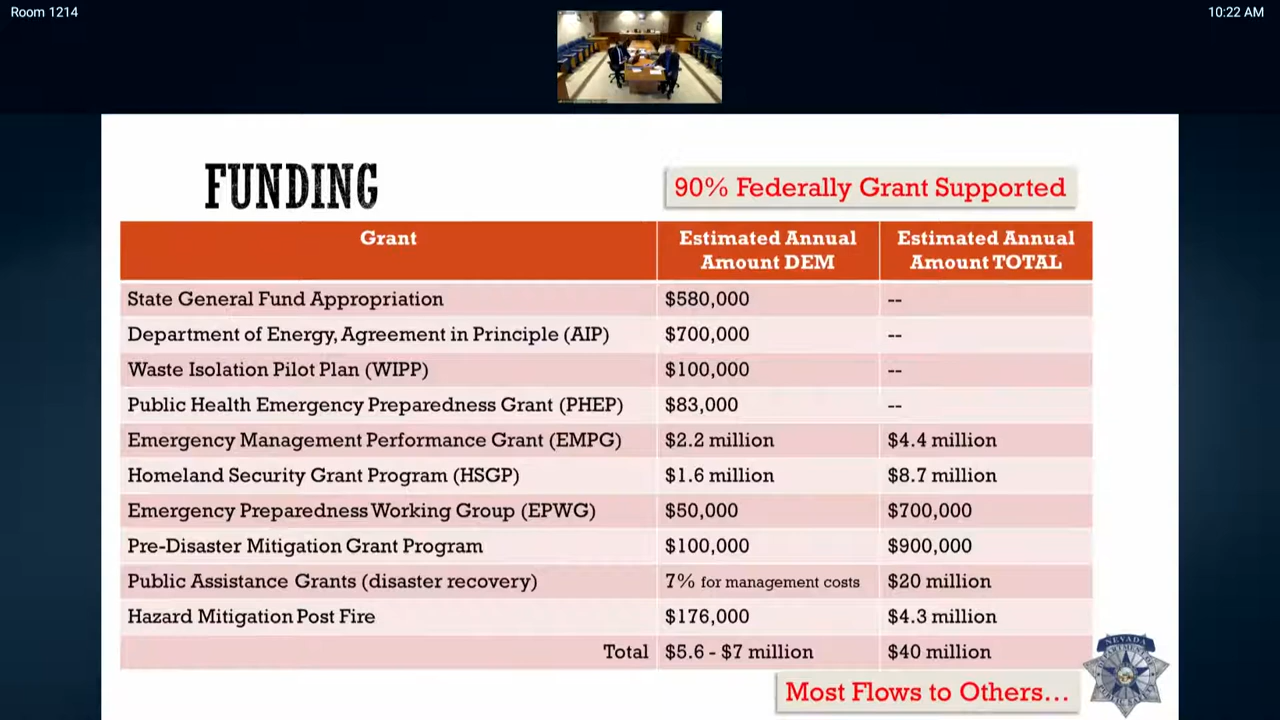 Room 1214
10:22 AM
FUNDING
90% Federally Grant Supported
Grant
Estimated Annual Amount DEM
Estimated Annual Amount TOTAL
State General Fund Appropriation $580,000 --
Department of Energy, Agreement in Principle (AIP) $700,000 --
Waste Isolation Pilot Plan (WIPP) $100,000 --
Public Health Emergency Preparedness Grant (PHEP) $83,000 --
Emergency Management Performance Grant (EMPG) $2.2 million $4.4 million
Homeland Security Grant Program (HSGP) $1.6 million $8.7 million
Emergency Preparedness Working Group (EPWG) $50,000 $700,000
Pre-Disaster Mitigation Grant Program $100,000 $900,000
Public Assistance Grants (disaster recovery) 7% for management costs $20 million
Hazard Mitigation Post Fire $176,000 $4.3 million
Total $5.6 - $7 million $40 million
NEVADA
Most Flows to Others...